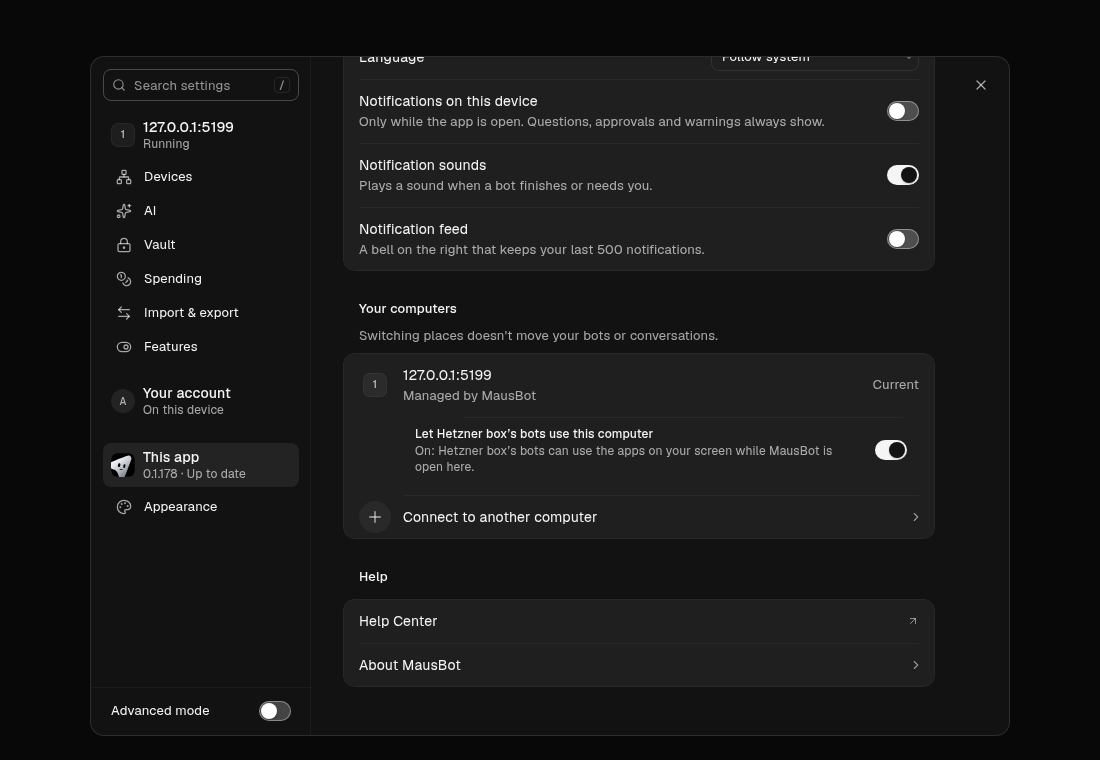 Search settings
/
1
127.0.0.1:5199
Running
Devices
AI
Vault
Spending
Import & export
Features
A
Your account
On this device
This app
0.1.178 · Up to date
Appearance
Advanced mode
Language
Follow system
Notifications on this device
Only while the app is open. Questions, approvals and warnings always show.
Notification sounds
Plays a sound when a bot finishes or needs you.
Notification feed
A bell on the right that keeps your last 500 notifications.
Your computers
Switching places doesn't move your bots or conversations.
1
127.0.0.1:5199
Managed by MausBot
Current
Let Hetzner box's bots use this computer
On: Hetzner box's bots can use the apps on your screen while MausBot is
open here.
Connect to another computer
Help
Help Center
About MausBot